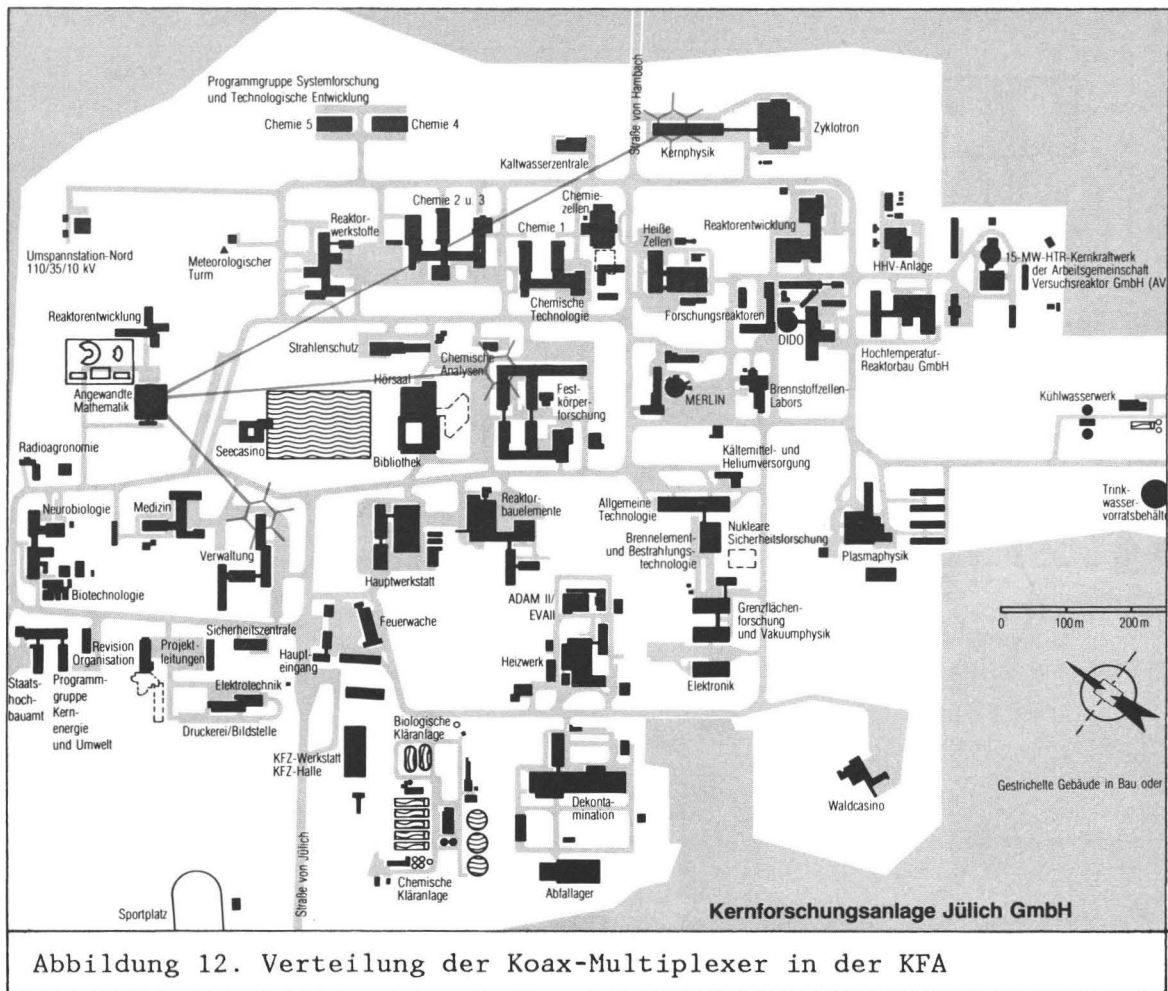 Programmgruppe Systemforschung
und Technologische Entwicklung
Chemie 5
Chemie 4
Straße von Hambach
Kernphysik
Zyklotron
Kaltwasserzentrale
Umspannstation-Nord
110/35/10 kV
Meteorologischer
Turm
Reaktor-
werkstoffe
Chemie 2 u. 3
Chemie 1
Chemie-
zellen
Chemische
Technologie
Heiße
Zellen
Reaktorentwicklung
HHV-Anlage
15-MW-HTR-Kernkraftwerk
der Arbeitsgemeinschaft
Versuchsreaktor GmbH (AV
Forschungsreaktoren
DIDO
Hochtemperatur-
Reaktorbau GmbH
Reaktorentwicklung
Angewandte
Mathematik
Strahlenschutz
Chemische
Analysen
Hörsaal
Bibliothek
Seecasino
Fest-
körper-
forschung
MERLIN
Brennstoffzellen-
Labors
Kühlwasserwerk
Radioagronomie
Neurobiologie
Medizin
Verwaltung
Biotechnologie
Hauptwerkstatt
Reaktor-
bauelemente
Kältemittel- und
Heliumversorgung
Allgemeine
Technologie
Brennelement-
und Bestrahlungs-
technologie
Nukleare
Sicherheitsforschung
Plasmaphysik
Trink-
wasser-
vorratsbehälte
0 100m 200m
ADAM II/
EVAII
Grenzflächen-
forschung
und Vakuumphysik
Feuerwache
Heizwerk
Elektronik
Staats-
hoch-
bauamt
Programm-
gruppe
Kern-
energie
und Umwelt
Revision
Organisation
Projekt-
leitungen
Sicherheitszentrale
Haupt-
eingang
Elektrotechnik
Druckerei/Bildstelle
KFZ-Werkstatt
KFZ-Halle
Biologische
Kläranlage
Chemische
Kläranlage
Dekonta-
mination
Abfallager
Waldcasino
Gestrichelte Gebäude in Bau oder
Sportplatz
Straße von Jülich
Kernforschungsanlage Jülich GmbH
Abbildung 12. Verteilung der Koax-Multiplexer in der KFA